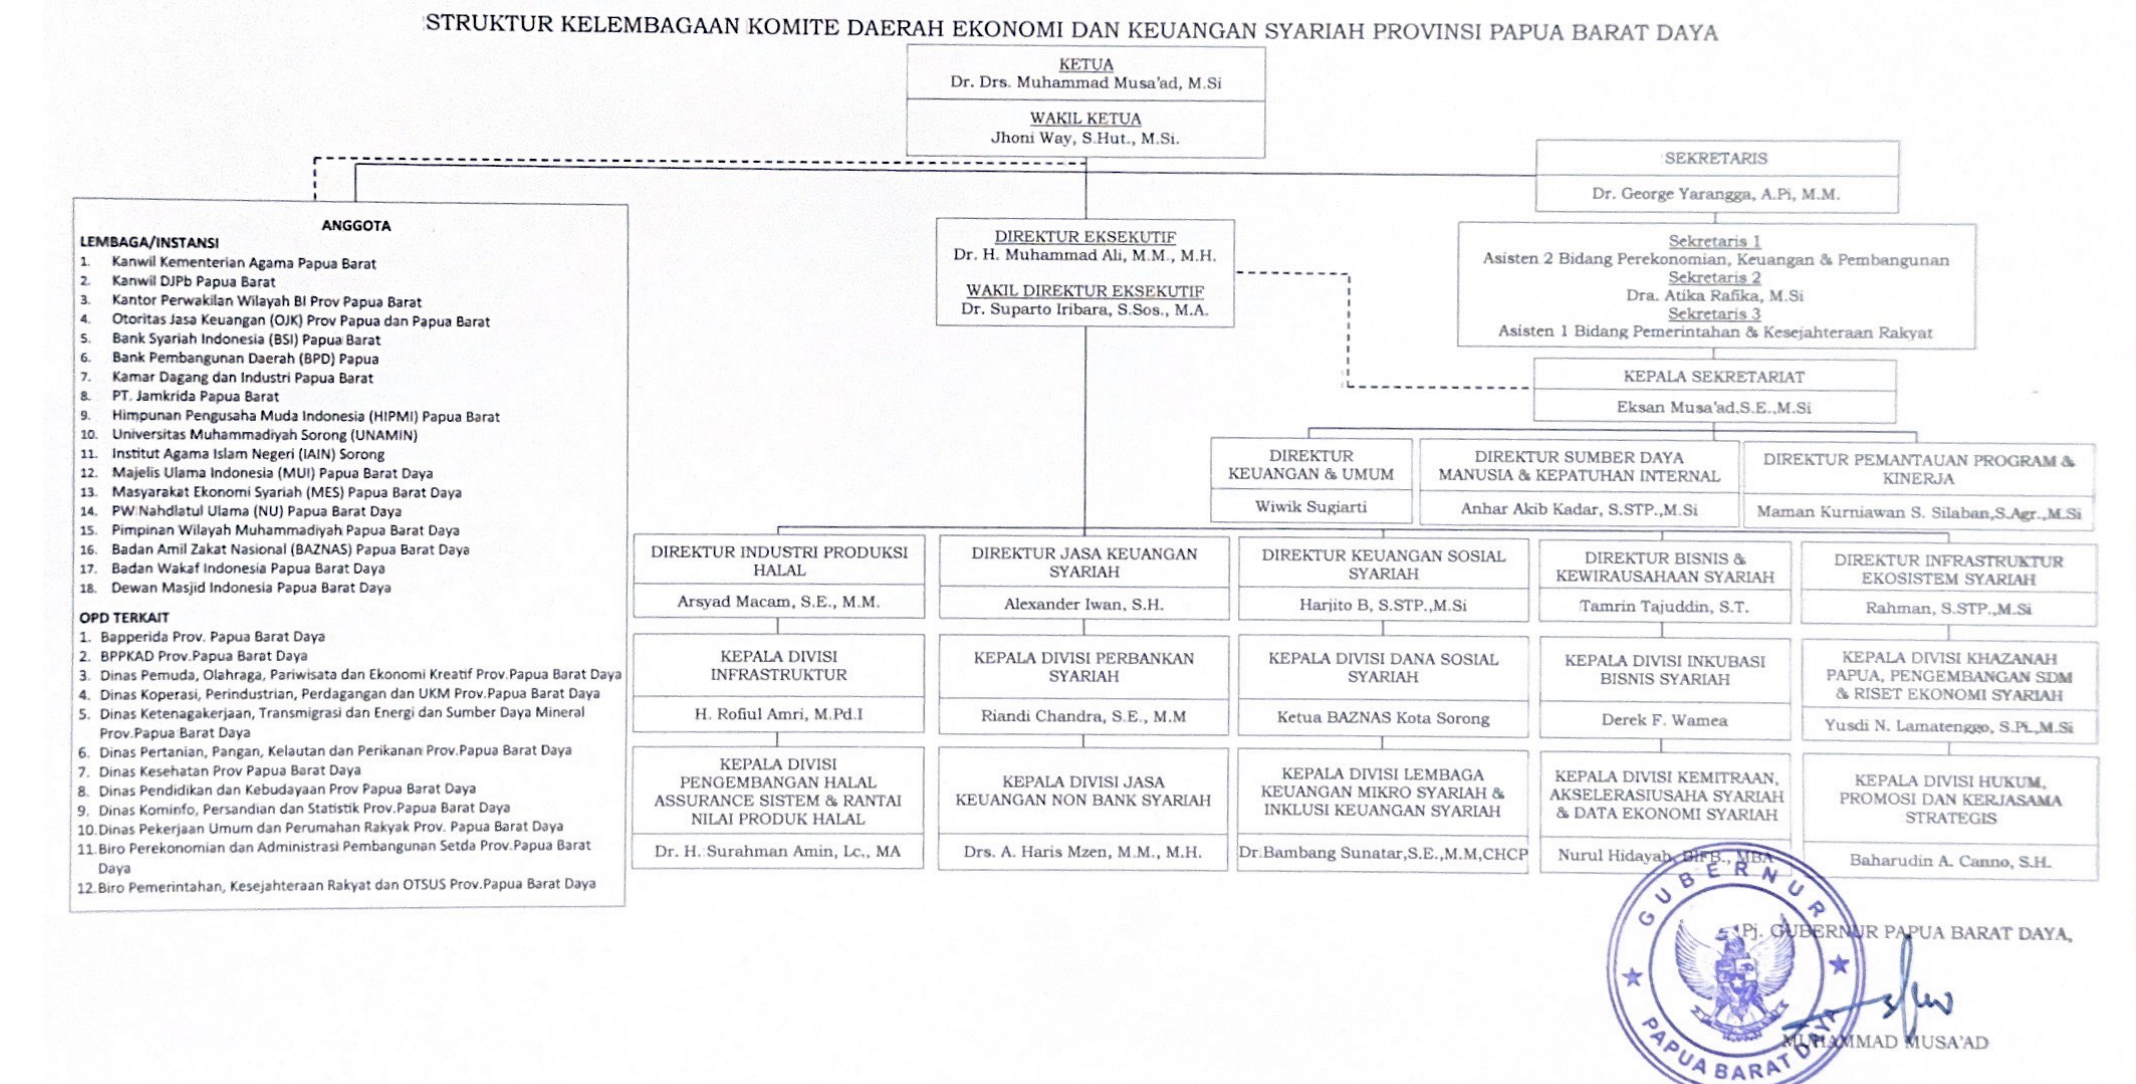 STRUKTUR KELEMBAGAAN KOMITE DAERAH EKONOMI DAN KEUANGAN SYARIAH PROVINSI PAPUA BARAT DAYA
KETUA
Dr. Drs. Muhammad Musa'ad, M.Si
WAKIL KETUA
Jhoni Way, S.Hut., M.Si.
SEKRETARIS
Dr. George Yarangga, A.Pi, M.M.
Sekretaris 1
Asisten 2 Bidang Perekonomian, Keuangan & Pembangunan
Sekretaris 2
Dra. Atika Rafika, M.Si
Sekretaris 3
Asisten 1 Bidang Pemerintahan & Kesejahteraan Rakyat
DIREKTUR EKSEKUTIF
Dr. H. Muhammad Ali, M.M., M.H.
WAKIL DIREKTUR EKSEKUTIF
Dr. Suparto Iribara, S.Sos., M.A.
KEPALA SEKRETARIAT
Eksan Musa'ad,S.E.,M.Si
ANGGOTA
LEMBAGA/INSTANSI
1. Kanwil Kementerian Agama Papua Barat
2. Kanwil DJPb Papua Barat
3. Kantor Perwakilan Wilayah BI Prov Papua Barat
4. Otoritas Jasa Keuangan (OJK) Prov Papua dan Papua Barat
5. Bank Syariah Indonesia (BSI) Papua Barat
6. Bank Pembangunan Daerah (BPD) Papua
7. Kamar Dagang dan Industri Papua Barat
8. PT. Jamkrida Papua Barat
9. Himpunan Pengusaha Muda Indonesia (HIPMI) Papua Barat
10. Universitas Muhammadiyah Sorong (UNAMIN)
11. Institut Agama Islam Negeri (IAIN) Sorong
12. Majelis Ulama Indonesia (MUI) Papua Barat Daya
13. Masyarakat Ekonomi Syariah (MES) Papua Barat Daya
14. PW Nahdlatul Ulama (NU) Papua Barat Daya
15. Pimpinan Wilayah Muhammadiyah Papua Barat Daya
16. Badan Amil Zakat Nasional (BAZNAS) Papua Barat Daya
17. Badan Wakaf Indonesia Papua Barat Daya
18. Dewan Masjid Indonesia Papua Barat Daya
OPD TERKAIT
1. Bapperida Prov. Papua Barat Daya
2. BPPKAD Prov.Papua Barat Daya
3. Dinas Pemuda, Olahraga, Pariwisata dan Ekonomi Kreatif Prov.Papua Barat Daya
4. Dinas Koperasi, Perindustrian, Perdagangan dan UKM Prov.Papua Barat Daya
5. Dinas Ketenagakerjaan, Transmigrasi dan Energi dan Sumber Daya Mineral
Prov.Papua Barat Daya
6. Dinas Pertanian, Pangan, Kelautan dan Perikanan Prov.Papua Barat Daya
7. Dinas Kesehatan Prov Papua Barat Daya
8. Dinas Pendidikan dan Kebudayaan Prov Papua Barat Daya
9. Dinas Kominfo, Persandian dan Statistik Prov.Papua Barat Daya
10.Dinas Pekerjaan Umum dan Perumahan Rakyak Prov. Papua Barat Daya
11.Biro Perekonomian dan Administrasi Pembangunan Setda Prov.Papua Barat
Daya
12.Biro Pemerintahan, Kesejahteraan Rakyat dan OTSUS Prov.Papua Barat Daya
DIREKTUR
KEUANGAN & UMUM
Wiwik Sugiarti
DIREKTUR SUMBER DAYA
MANUSIA & KEPATUHAN INTERNAL
Anhar Akib Kadar, S.STP.,M.Si
DIREKTUR PEMANTAUAN PROGRAM &
KINERJA
Maman Kurniawan S. Silaban,S.Agr.,M.Si
DIREKTUR INDUSTRI PRODUKSI
HALAL
Arsyad Macam, S.E., M.M.
KEPALA DIVISI
INFRASTRUKTUR
H. Rofiul Amri, M.Pd.I
KEPALA DIVISI
PENGEMBANGAN HALAL
ASSURANCE SISTEM & RANTAI
NILAI PRODUK HALAL
Dr. H. Surahman Amin, Lc., MA
DIREKTUR JASA KEUANGAN
SYARIAH
Alexander Iwan, S.H.
KEPALA DIVISI PERBANKAN
SYARIAH
Riandi Chandra, S.E., M.M
KEPALA DIVISI JASA
KEUANGAN NON BANK SYARIAH
Drs. A. Haris Mzen, M.M., M.H.
DIREKTUR KEUANGAN SOSIAL
SYARIAH
Harjito B, S.STP.,M.Si
KEPALA DIVISI DANA SOSIAL
SYARIAH
Ketua BAZNAS Kota Sorong
KEPALA DIVISI LEMBAGA
KEUANGAN MIKRO SYARIAH &
INKLUSI KEUANGAN SYARIAH
Dr.Bambang Sunatar,S.E.,M.M,CHCP
DIREKTUR BISNIS &
KEWIRAUSAHAAN SYARIAH
Tamrin Tajuddin, S.T.
KEPALA DIVISI INKUBASI
BISNIS SYARIAH
Derek F. Wamea
KEPALA DIVISI KEMITRAAN,
AKSELERASIUSAHA SYARIAH
& DATA EKONOMI SYARIAH
Nurul Hidayah, BIFB., MBA
DIREKTUR INFRASTRUKTUR
EKOSISTEM SYARIAH
Rahman, S.STP.,M.Si
KEPALA DIVISI KHAZANAH
PAPUA, PENGEMBANGAN SDM
& RISET EKONOMI SYARIAH
Yusdi N. Lamatenggo, S.Pi.,M.Si
KEPALA DIVISI HUKUM,
PROMOSI DAN KERJASAMA
STRATEGIS
Baharudin A. Canno, S.H.
Pj. GUBERNUR PAPUA BARAT DAYA,
GUBERNUR
PAPUA BARAT DAYA
MUHAMMAD MUSA'AD